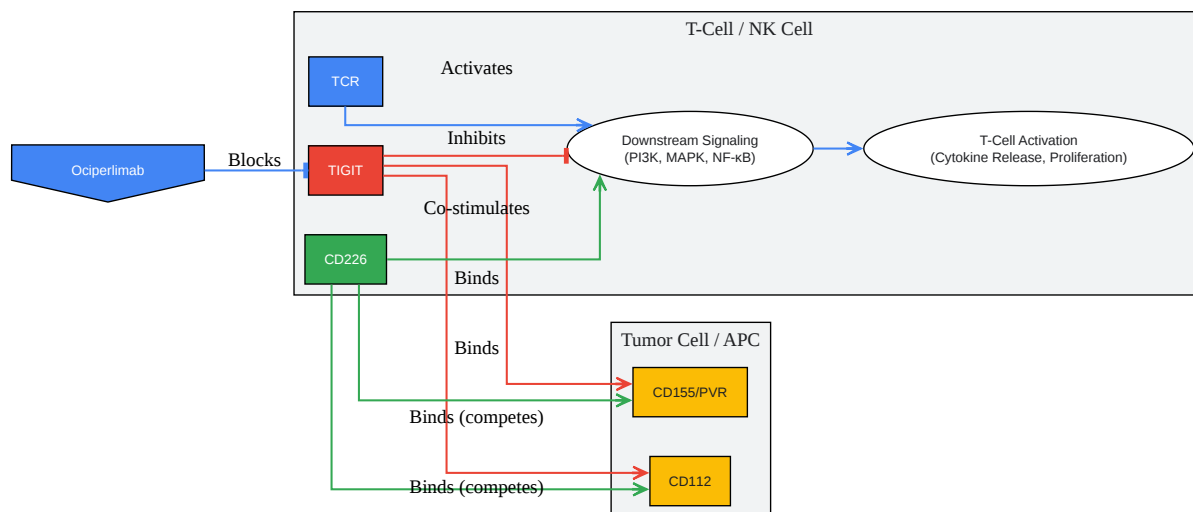 T-Cell / NK Cell
TCR
Activates
Inhibits
Downstream Signaling
(PI3K, MAPK, NF-κB)
T-Cell Activation
(Cytokine Release, Proliferation)
Ociperlimab
Blocks
TIGIT
Co-stimulates
CD226
Binds
Tumor Cell / APC
Binds
CD155/PVR
Binds (competes)
CD112
Binds (competes)